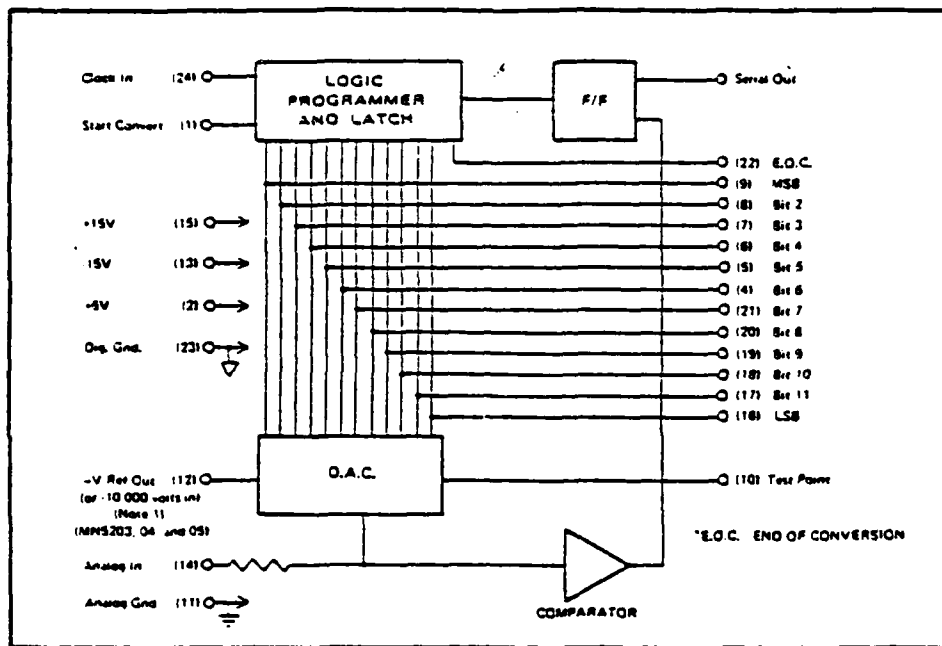 Clock In (24)
LOGIC
PROGRAMMER
AND LATCH
F/F
Serial Out
Start Convert (1)
(22) E.O.C.
(9) MSB
(8) Bit 2
+15V (15)
(7) Bit 3
(6) Bit 4
-15V (13)
(5) Bit 5
+5V (2)
(4) Bit 6
(21) Bit 7
(20) Bit 8
Dig. Gnd. (23)
(19) Bit 9
(18) Bit 10
(17) Bit 11
(16) LSB
D.A.C.
-V Ref Out (12)
(or -10.000 volts in)
(Note 1)
(MN5203, 04 and 05)
(10) Test Point
*E.O.C. END OF CONVERSION
Analog In (14)
Analog Gnd (11)
COMPARATOR